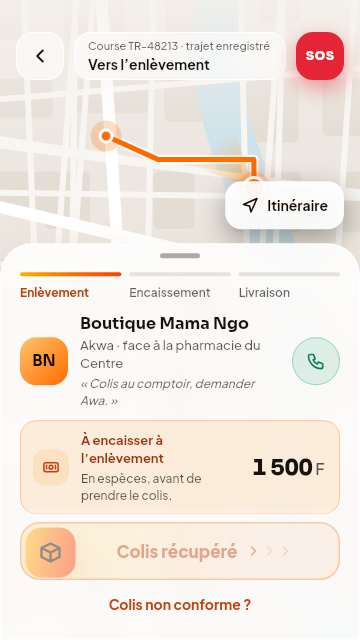 Course TR-48213 · trajet enregistré
Vers l'enlèvement
SOS
Itinéraire
Enlèvement
Encaissement
Livraison
Boutique Mama Ngo
BN
Akwa · face à la pharmacie du
Centre
« Colis au comptoir, demander
Awa. »
À encaisser à
l'enlèvement
En espèces, avant de
prendre le colis.
1 500 F
Colis récupéré
Colis non conforme ?